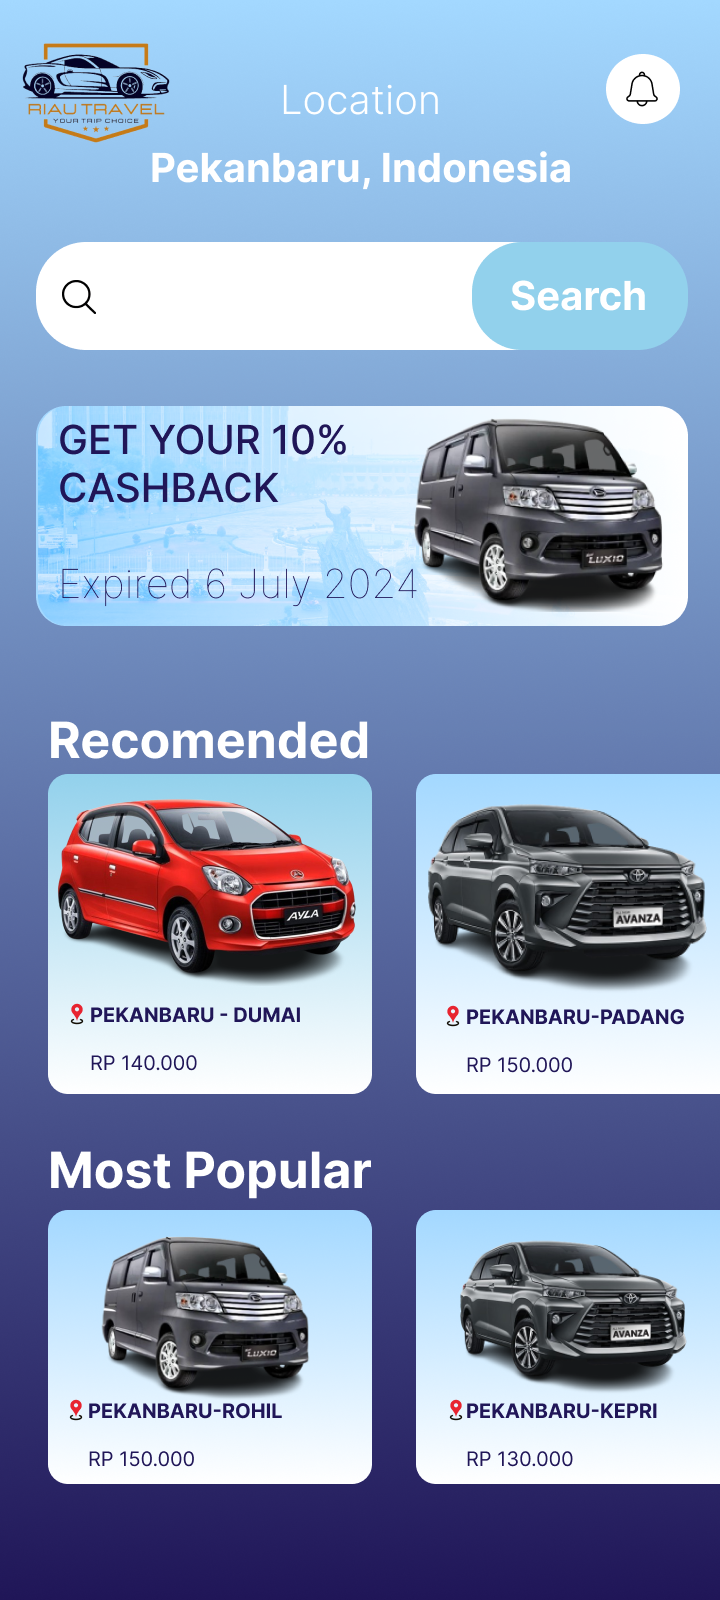 RIAU TRAVEL
YOUR TRIP CHOICE
Location
Pekanbaru, Indonesia
Search
GET YOUR 10%
CASHBACK
Expired 6 July 2024
LUXIO
Recomended
AYLA
AVANZA
PEKANBARU - DUMAI
PEKANBARU-PADANG
RP 140.000
RP 150.000
Most Popular
LUXIO
AVANZA
PEKANBARU-ROHIL
PEKANBARU-KEPRI
RP 150.000
RP 130.000